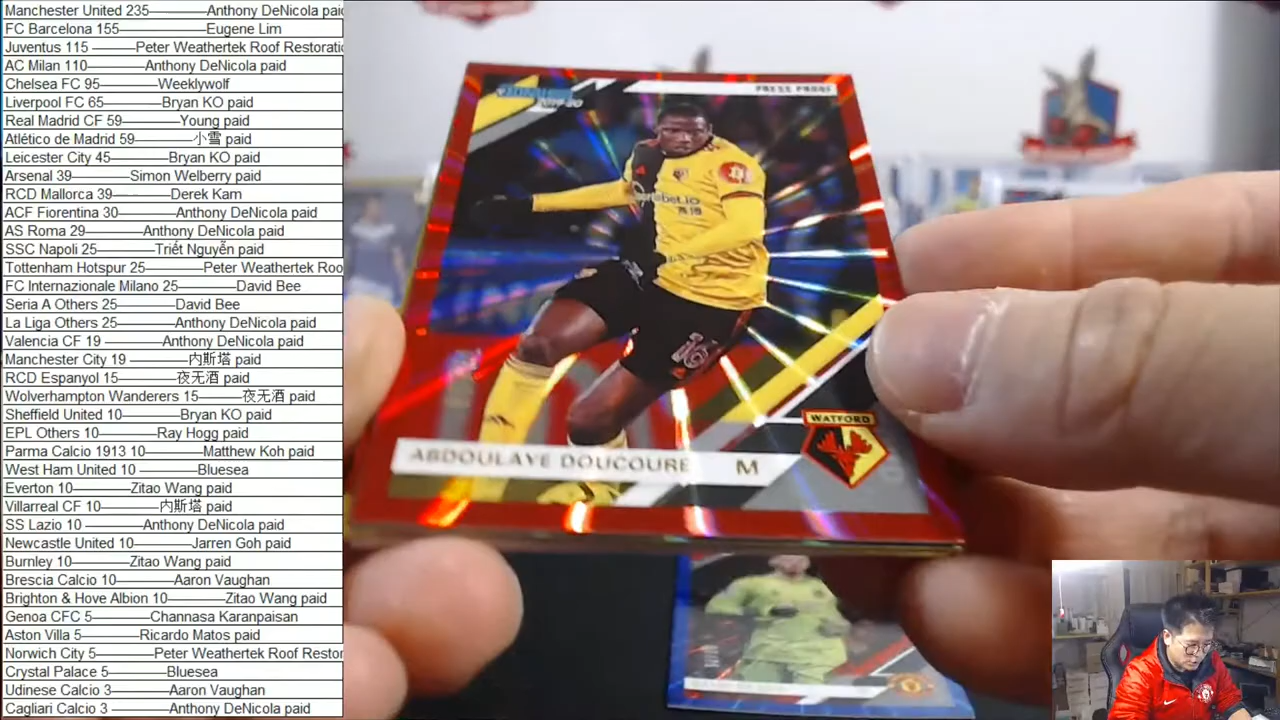 Manchester United 235————Anthony DeNicola paid
FC Barcelona 155————Eugene Lim
Juventus 115 ————Peter Weathertek Roof Restorati
AC Milan 110————Anthony DeNicola paid
Chelsea FC 95————Weeklywolf
Liverpool FC 65————Bryan KO paid
Real Madrid CF 59————Young paid
Atlético de Madrid 59————小雪 paid
Leicester City 45————Bryan KO paid
Arsenal 39————Simon Welberry paid
RCD Mallorca 39————Derek Kam
ACF Fiorentina 30————Anthony DeNicola paid
AS Roma 29————Anthony DeNicola paid
SSC Napoli 25————Triết Nguyễn paid
Tottenham Hotspur 25————Peter Weathertek Roo
FC Internazionale Milano 25————David Bee
Seria A Others 25————David Bee
La Liga Others 25————Anthony DeNicola paid
Valencia CF 19 ————Anthony DeNicola paid
Manchester City 19 ————内斯塔 paid
RCD Espanyol 15————夜无酒 paid
Wolverhampton Wanderers 15————夜无酒 paid
Sheffield United 10————Bryan KO paid
EPL Others 10————Ray Hogg paid
Parma Calcio 1913 10————Matthew Koh paid
West Ham United 10 ————Bluesea
Everton 10————Zitao Wang paid
Villarreal CF 10————内斯塔 paid
SS Lazio 10 ————Anthony DeNicola paid
Newcastle United 10————Jarren Goh paid
Burnley 10————Zitao Wang paid
Brescia Calcio 10————Aaron Vaughan
Brighton & Hove Albion 10————Zitao Wang paid
Genoa CFC 5————Channasa Karanpaisan
Aston Villa 5————Ricardo Matos paid
Norwich City 5————Peter Weathertek Roof Restor
Crystal Palace 5————Bluesea
Udinese Calcio 3————Aaron Vaughan
Cagliari Calcio 3————Anthony DeNicola paid
PRESS PROOF
16
WATFORD
ABDOULAYE DOUCOURE M